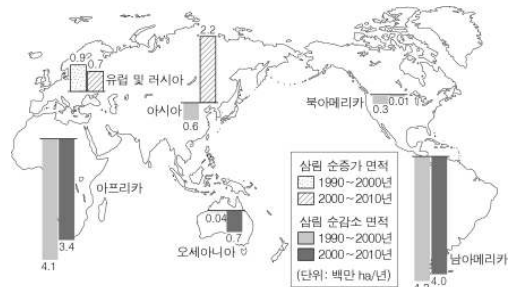 2.2
0.9
0.7
유럽 및 러시아
아시아
0.6
북아메리카
0.3
0.01
아프리카
3.4
4.1
0.04
0.7
오세아니아
삼림 순증가 면적
1990~2000년
2000~2010년
삼림 순감소 면적
1990~2000년
2000~2010년
(단위: 백만 ha/년)
남아메리카
4.0